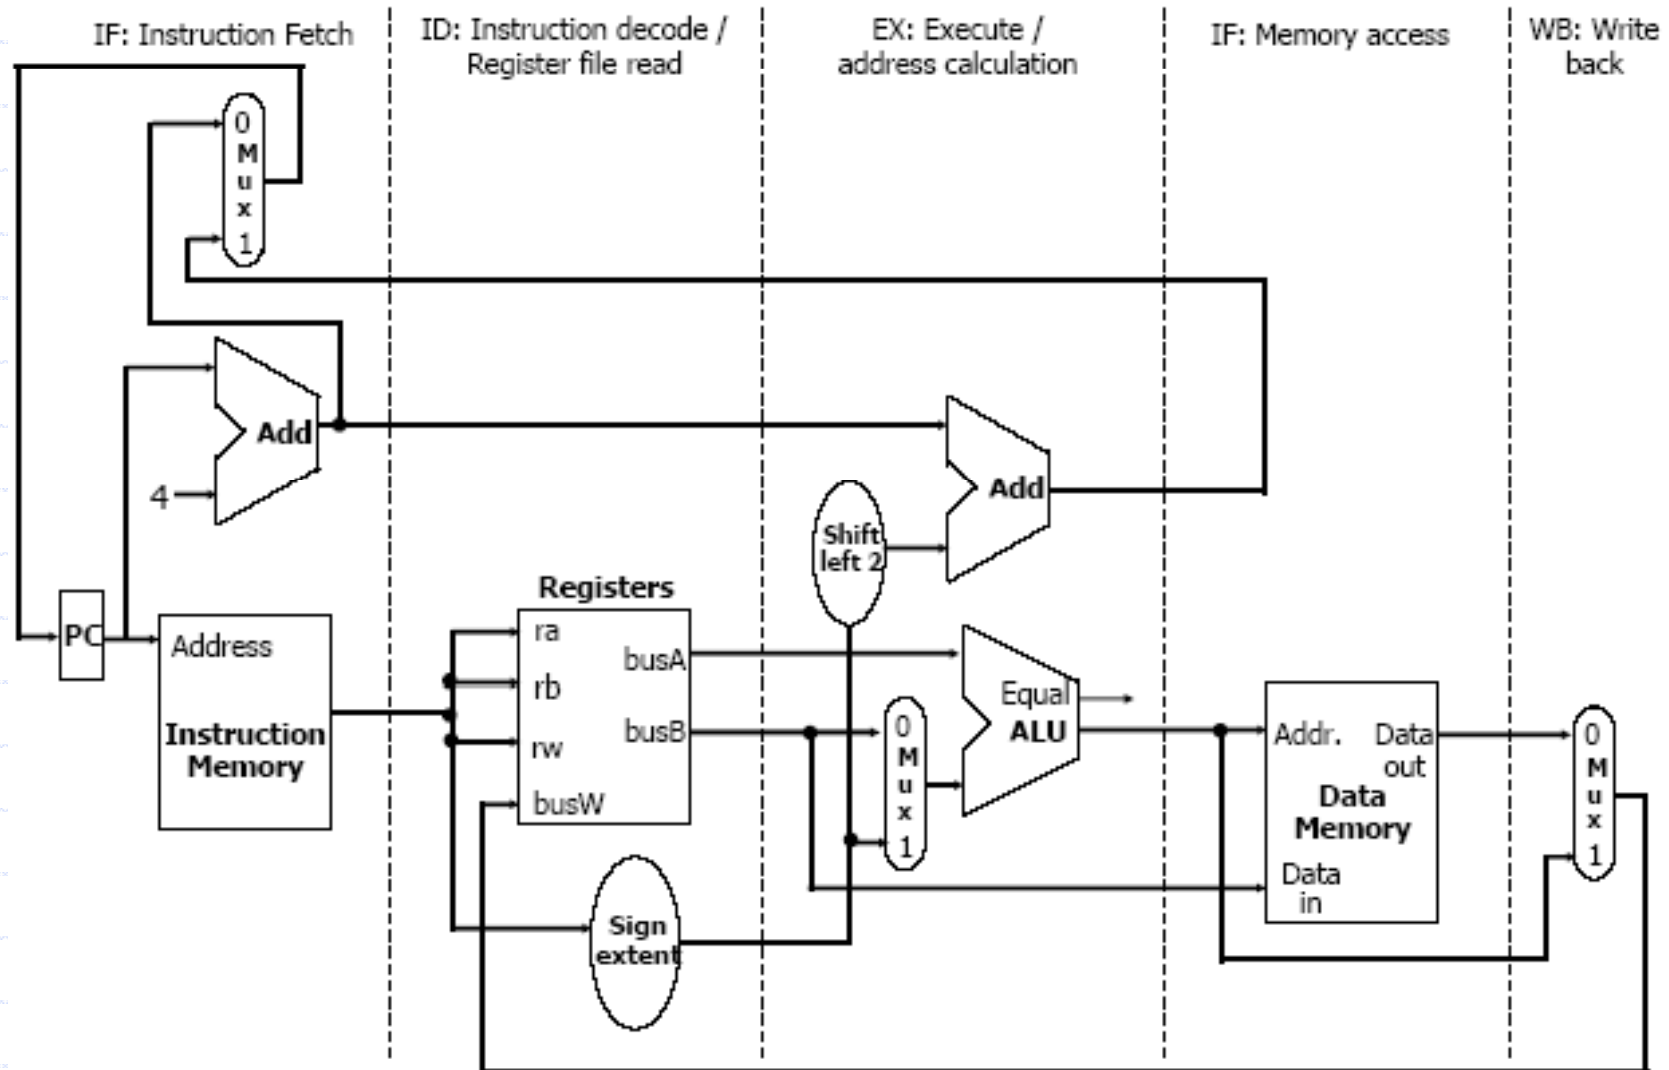 IF: Instruction Fetch
ID: Instruction decode /
Register file read
EX: Execute /
address calculation
IF: Memory access
WB: Write
back
0
M
u
x
1
Add
4
Add
Shift
left 2
PC
Address
Instruction
Memory
Registers
ra
rb
rw
busW
busA
busB
Sign
extent
0
M
u
x
1
Equal
ALU
Addr.
Data
out
Data
Memory
Data
in
0
M
u
x
1